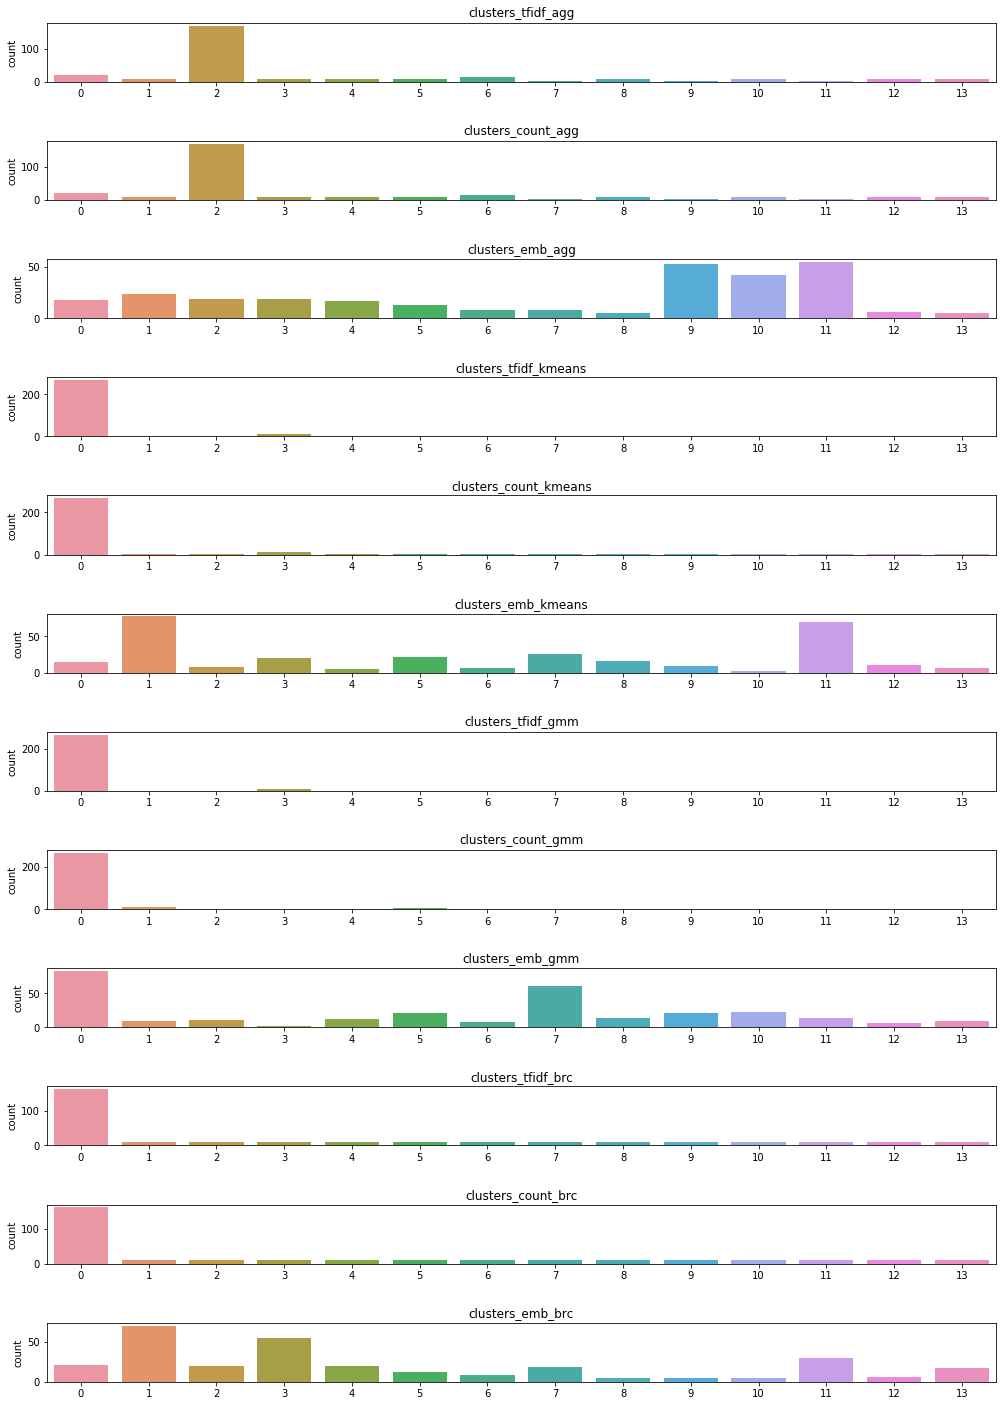 clusters_tfidf_agg
count
100
0
0 1 2 3 4 5 6 7 8 9 10 11 12 13
clusters_count_agg
count
100
0
0 1 2 3 4 5 6 7 8 9 10 11 12 13
clusters_emb_agg
count
50
0
0 1 2 3 4 5 6 7 8 9 10 11 12 13
clusters_tfidf_kmeans
count
200
0
0 1 2 3 4 5 6 7 8 9 10 11 12 13
clusters_count_kmeans
count
200
0
0 1 2 3 4 5 6 7 8 9 10 11 12 13
clusters_emb_kmeans
count
50
0
0 1 2 3 4 5 6 7 8 9 10 11 12 13
clusters_tfidf_gmm
count
200
0
0 1 2 3 4 5 6 7 8 9 10 11 12 13
clusters_count_gmm
count
200
0
0 1 2 3 4 5 6 7 8 9 10 11 12 13
clusters_emb_gmm
count
50
0
0 1 2 3 4 5 6 7 8 9 10 11 12 13
clusters_tfidf_brc
count
100
0
0 1 2 3 4 5 6 7 8 9 10 11 12 13
clusters_count_brc
count
100
0
0 1 2 3 4 5 6 7 8 9 10 11 12 13
clusters_emb_brc
count
50
0
0 1 2 3 4 5 6 7 8 9 10 11 12 13